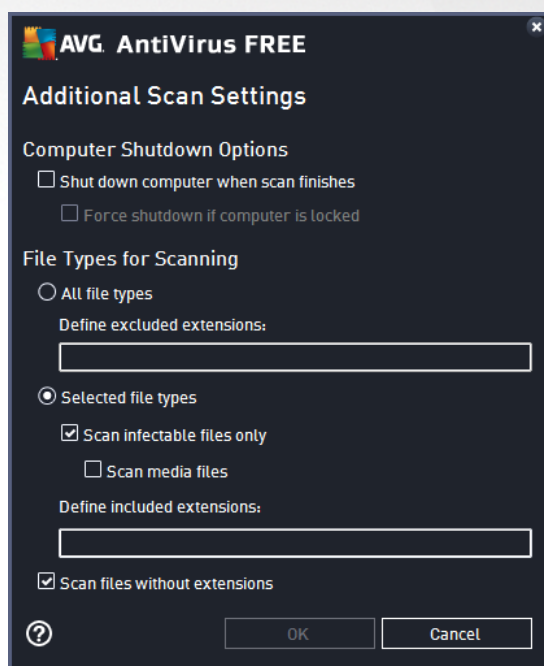 AVG. AntiVirus FREE
Additional Scan Settings
Computer Shutdown Options
Shut down computer when scan finishes
Force shutdown if computer is locked
File Types for Scanning
All file types
Define excluded extensions:
Selected file types
Scan infectable files only
Scan media files
Define included extensions:
Scan files without extensions
? OK Cancel